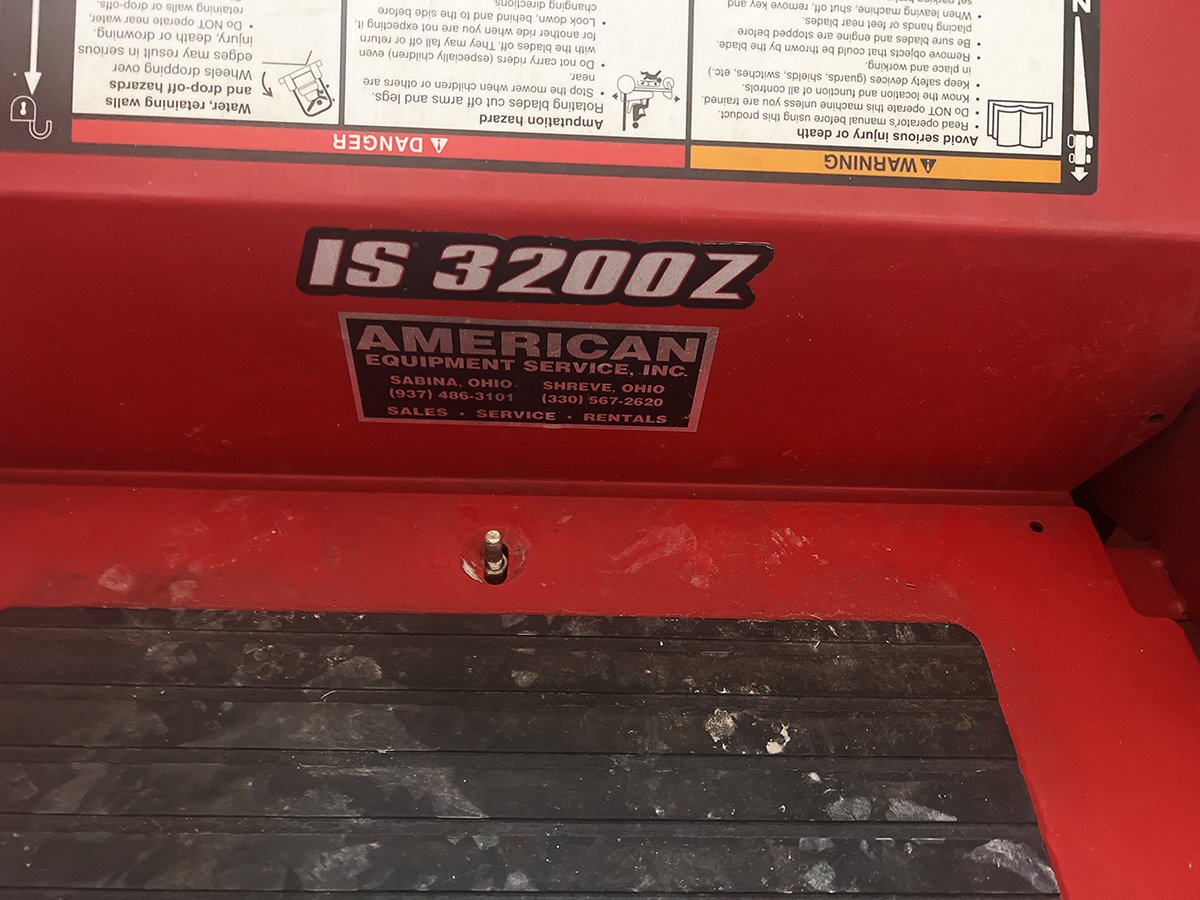 N
WARNING
Avoid serious injury or death
• Read operator's manual before using this product.
• Do NOT operate this machine unless you are trained.
• Know the location and function of all controls.
• Keep safety devices (guards, shields, switches, etc.)
in place and working.
• Remove objects that could be thrown by the blade.
• Be sure blades and engine are stopped before
placing hands or feet near blades.
• When leaving machine, shut off, remove key and
set parking
DANGER
Amputation hazard
Rotating blades cut off arms and legs.
• Stop the mower when children or others are
near.
• Do not carry riders (especially children) even
with the blades off. They may fall off or return
for another ride when you are not expecting it.
• Look down, behind and to the side before
changing directions.
Water, retaining walls
and drop-off hazards
Wheels dropping over
edges may result in serious
injury, death or drowning.
• Do NOT operate near water,
retaining walls or drop-offs.
IS 3200Z
AMERICAN
EQUIPMENT SERVICE, INC.
SABINA, OHIO SHREVE, OHIO
(937) 486-3101 (330) 567-2620
SALES · SERVICE · RENTALS